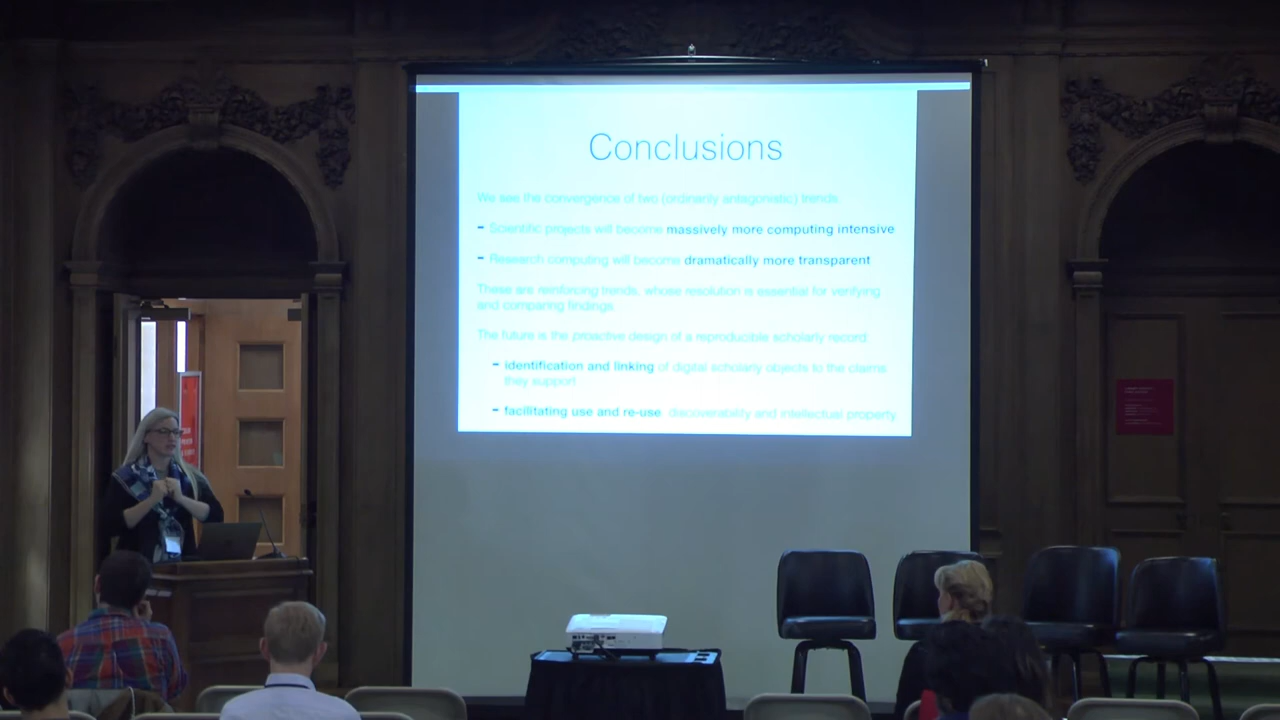 Conclusions
We see the convergence of two (ordinarily antagonistic) trends:
- Scientific projects will become massively more computing intensive
- Research computing will become dramatically more transparent
These are reinforcing trends, whose resolution is essential for verifying
and comparing findings.
The future is the proactive design of a reproducible scholarly record:
- identification and linking of digital scholarly objects to the claims
they support
- facilitating use and re-use, discoverability and intellectual property